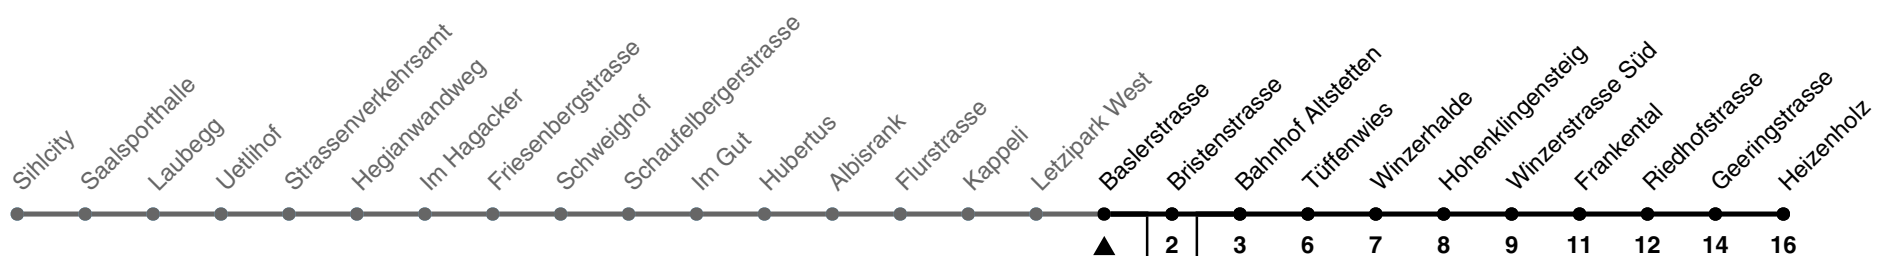 Sihlcity
Saalsporthalle
Laubegg
Uetlihof
Strassenverkehrsamt
Hegianwandweg
Im Hagacker
Friesenbergstrasse
Schweighof
Schaufelbergerstrasse
Im Gut
Hubertus
Albisrank
Flurstrasse
Kappeli
Letzipark West
Baslerstrasse
Bristenstrasse
Bahnhof Altstetten
Tüffenwies
Winzerhalde
Hohenklingensteig
Winzerstrasse Süd
Frankental
Riedhofstrasse
Geeringstrasse
Heizenholz
2 3 6 7 8 9 11 12 14 16